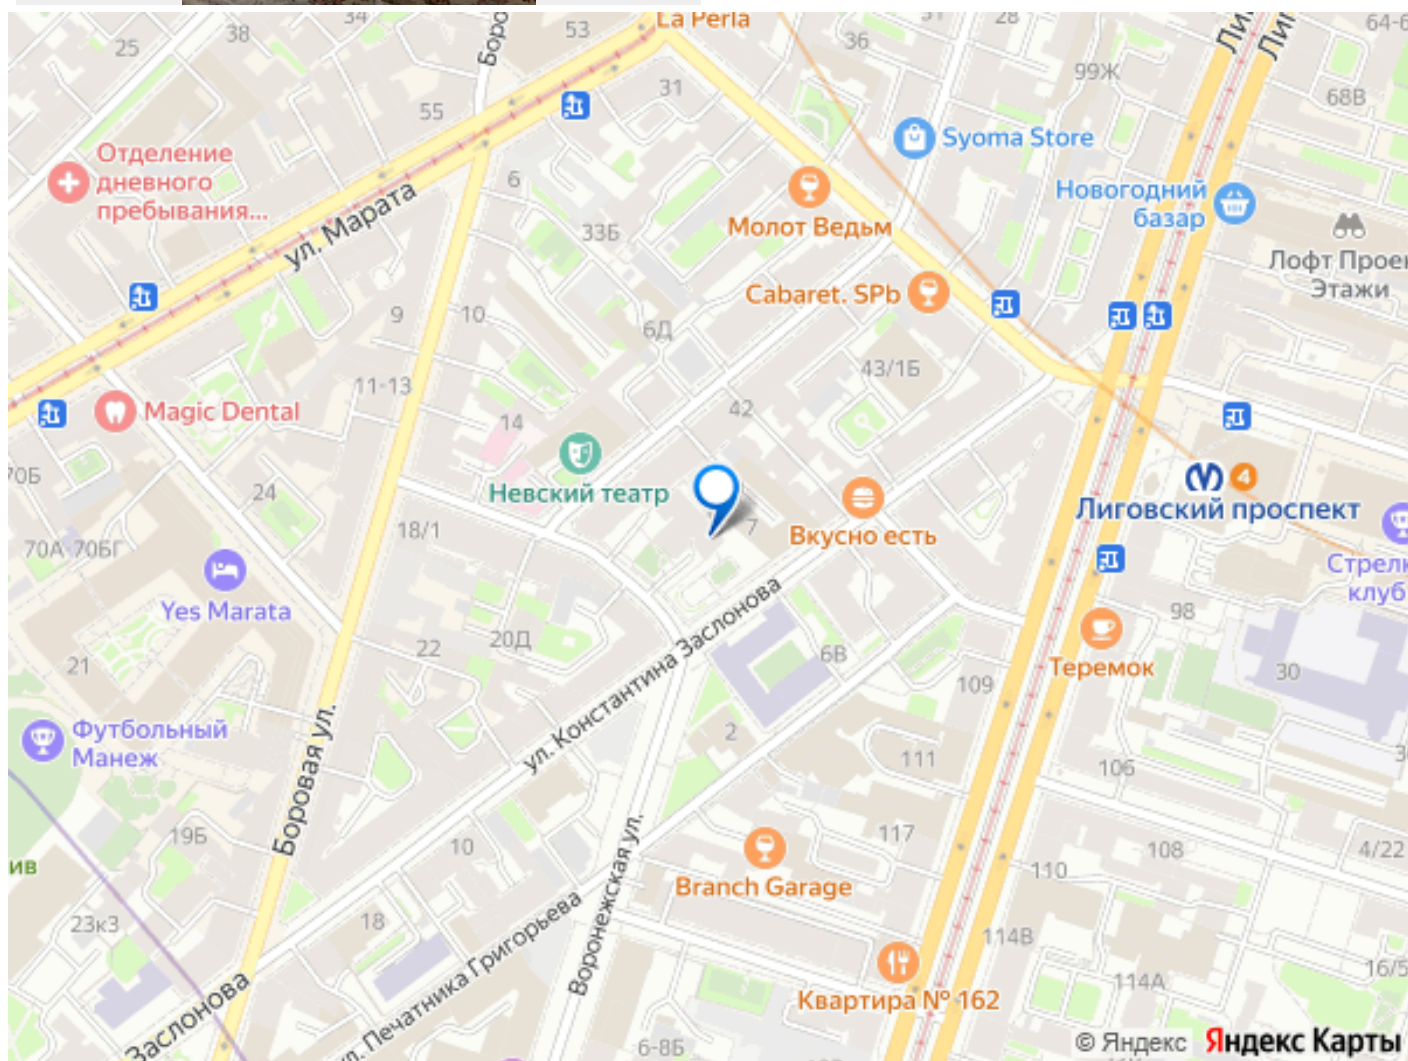 La Perla
34
38
25
53
31
28
36
55
31
64-6
99Ж
68В
Отделение
дневного
пребывания...
ул. Марата
6
33Б
Syoma Store
Новогодний
базар
Молот Ведьм
Лофт Проек
Этажи
Cabaret. SPb
9
10
6Д
43/1Б
11-13
Magic Dental
14
42
70Б
24
Невский театр
7
Вкусно есть
4
Лиговский проспект
18/1
70А
70БГ
Yes Marata
Стрелк
клуб
98
22
20Д
ул. Константина Заслонова
6В
Теремок
30
21
109
Футбольный
Манеж
2
111
106
Боровая ул.
19Б
10
117
108
4/22
ив
Branch Garage
110
Воронежская ул.
23к3
18
114В
Печатника Григорьева
Заслонова
Квартира № 162
114А
16/5
6-8Б
© Яндекс Яндекс Карты